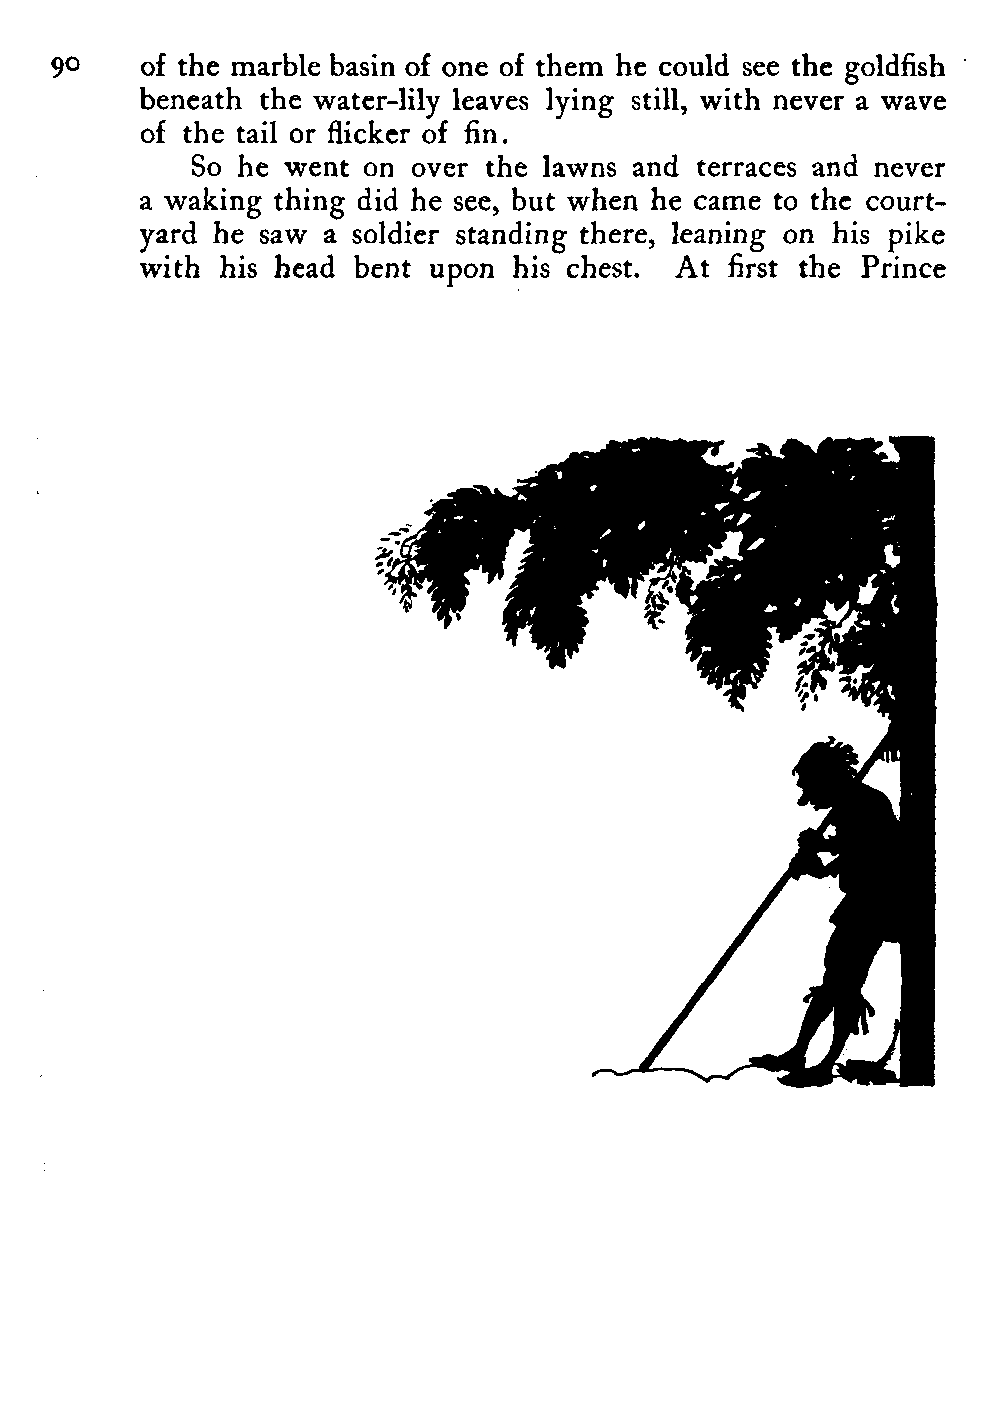 90
of the marble basin of one of them he could see the goldfish
beneath the water-lily leaves lying still, with never a wave
of the tail or flicker of fin.
So he went on over the lawns and terraces and never
a waking thing did he see, but when he came to the court-
yard he saw a soldier standing there, leaning on his pike
with his head bent upon his chest. At first the Prince